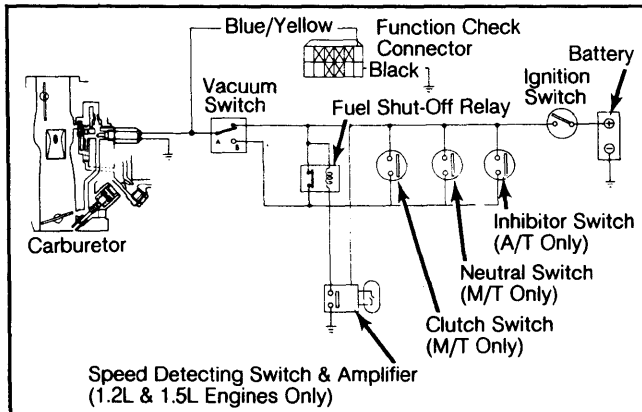 Blue/Yellow
Function Check
Connector
Black
Battery
Ignition
Switch
Vacuum
Switch
Fuel Shut-Off Relay
A
B
Carburetor
Inhibitor Switch
(A/T Only)
Neutral Switch
(M/T Only)
Clutch Switch
(M/T Only)
Speed Detecting Switch & Amplifier
(1.2L & 1.5L Engines Only)